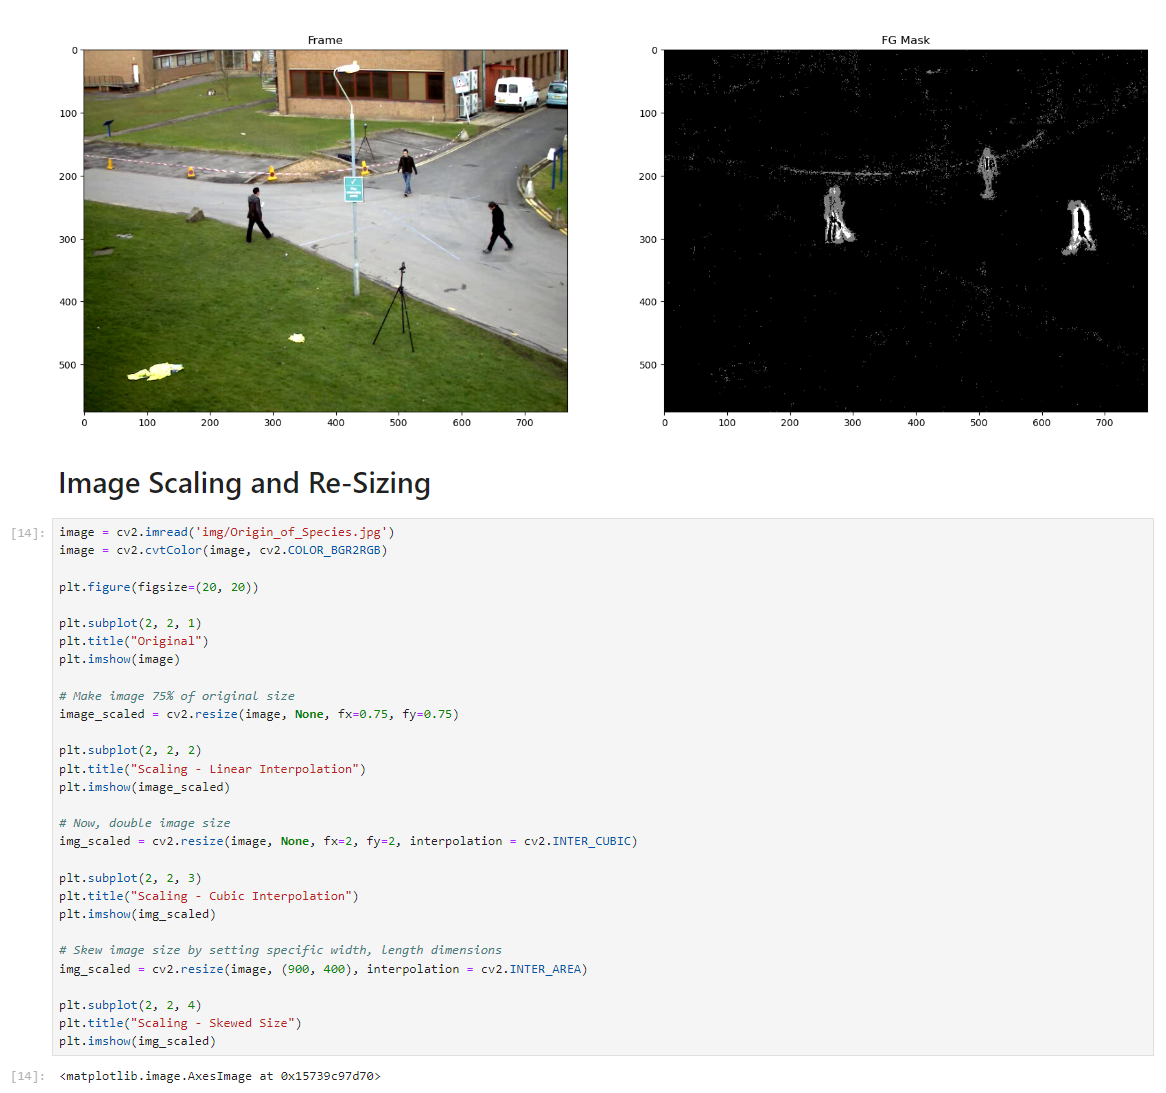 Frame
FG Mask
0
100
200
300
400
500
0 100 200 300 400 500 600 700
0
100
200
300
400
500
0 100 200 300 400 500 600 700
Image Scaling and Re-Sizing
[14]:
image = cv2.imread('img/Origin_of_Species.jpg')
image = cv2.cvtColor(image, cv2.COLOR_BGR2RGB)
plt.figure(figsize=(20, 20))
plt.subplot(2, 2, 1)
plt.title("Original")
plt.imshow(image)
# Make image 75% of original size
image_scaled = cv2.resize(image, None, fx=0.75, fy=0.75)
plt.subplot(2, 2, 2)
plt.title("Scaling - Linear Interpolation")
plt.imshow(image_scaled)
# Now, double image size
img_scaled = cv2.resize(image, None, fx=2, fy=2, interpolation = cv2.INTER_CUBIC)
plt.subplot(2, 2, 3)
plt.title("Scaling - Cubic Interpolation")
plt.imshow(img_scaled)
# Skew image size by setting specific width, length dimensions
img_scaled = cv2.resize(image, (900, 400), interpolation = cv2.INTER_AREA)
plt.subplot(2, 2, 4)
plt.title("Scaling - Skewed Size")
plt.imshow(img_scaled)
[14]: <matplotlib.image.AxesImage at 0x15739c97d70>